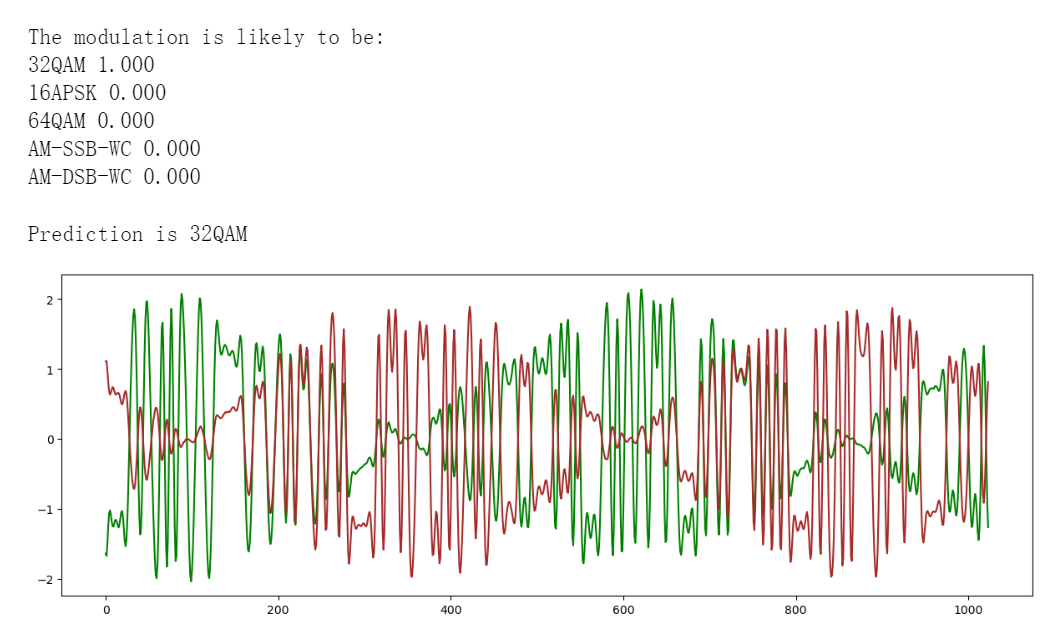 The modulation is likely to be:
32QAM 1.000
16APSK 0.000
64QAM 0.000
AM-SSB-WC 0.000
AM-DSB-WC 0.000
Prediction is 32QAM
2
1
0
−1
−2
0 200 400 600 800 1000